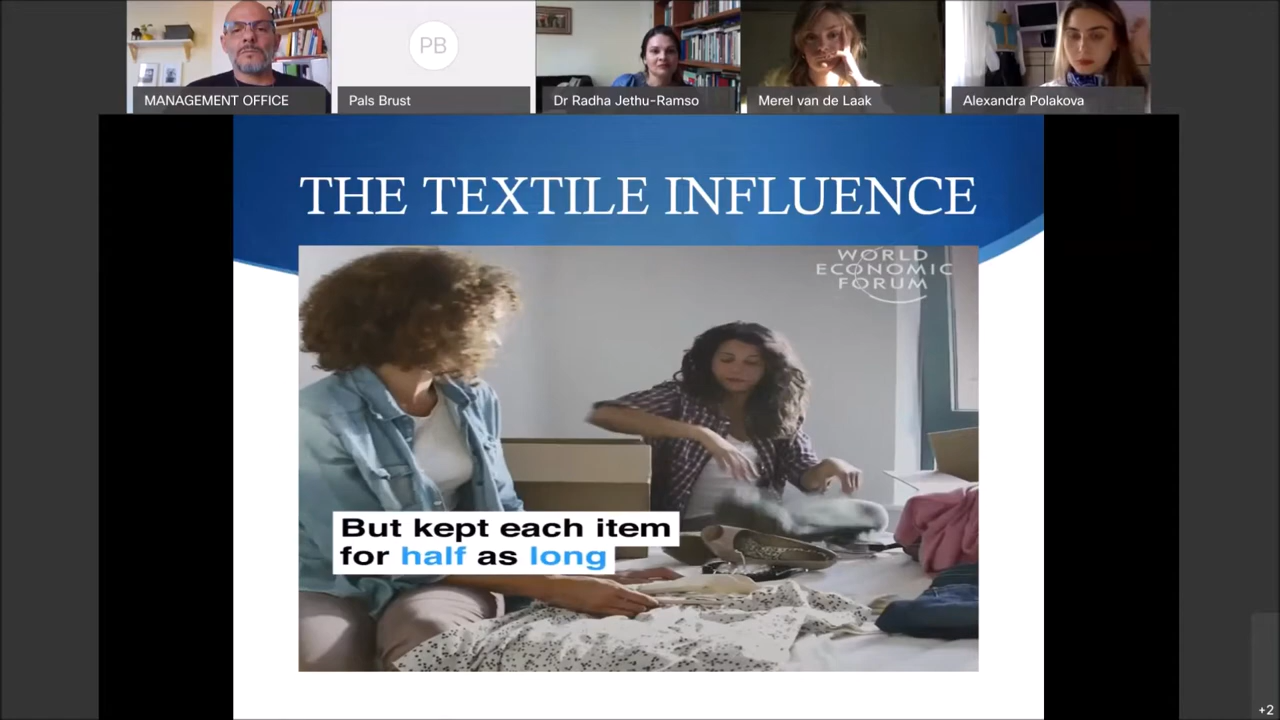 PB
MANAGEMENT OFFICE
Pals Brust
Dr Radha Jethu-Ramso
Merel van de Laak
Alexandra Polakova
THE TEXTILE INFLUENCE
WORLD
ECONOMIC
FORUM
But kept each item
for half as long
+2